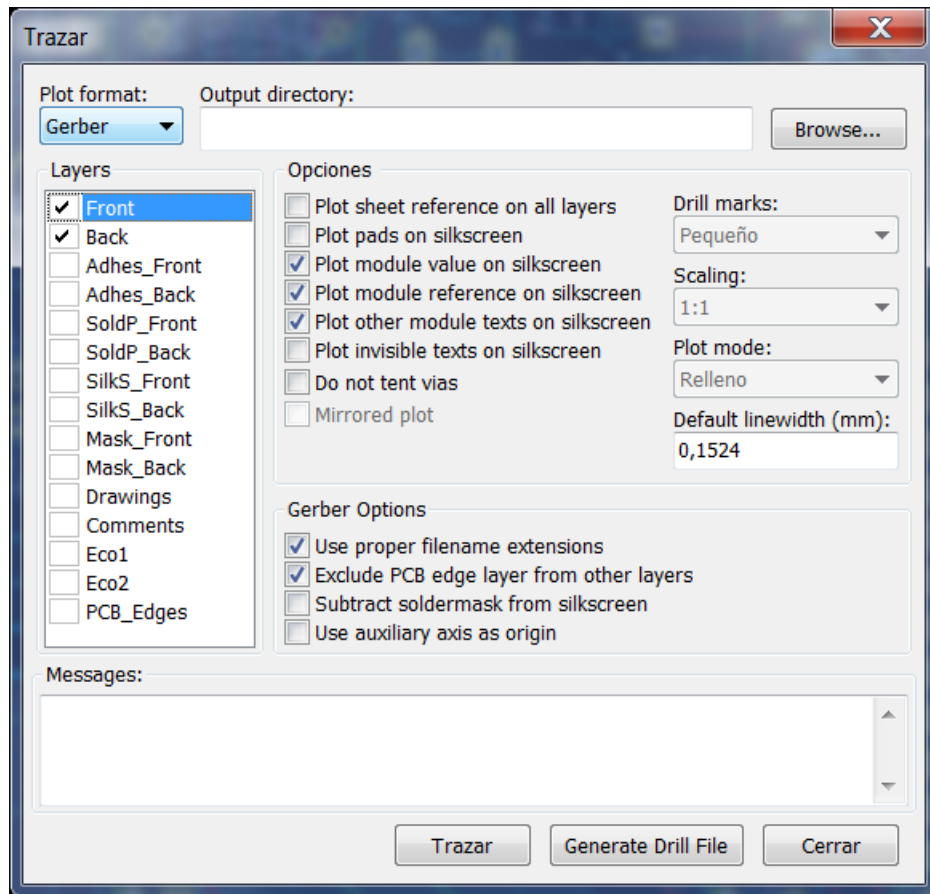 Trazar
X
Plot format:
Output directory:
Gerber
Browse...
Layers
Front
Back
Adhes_Front
Adhes_Back
SoldP_Front
SoldP_Back
SilkS_Front
SilkS_Back
Mask_Front
Mask_Back
Drawings
Comments
Eco1
Eco2
PCB_Edges
Opciones
Plot sheet reference on all layers
Plot pads on silkscreen
Plot module value on silkscreen
Plot module reference on silkscreen
Plot other module texts on silkscreen
Plot invisible texts on silkscreen
Do not tent vias
Mirrored plot
Drill marks:
Pequeño
Scaling:
1:1
Plot mode:
Relleno
Default linewidth (mm):
0,1524
Gerber Options
Use proper filename extensions
Exclude PCB edge layer from other layers
Subtract soldermask from silkscreen
Use auxiliary axis as origin
Messages:
Trazar
Generate Drill File
Cerrar